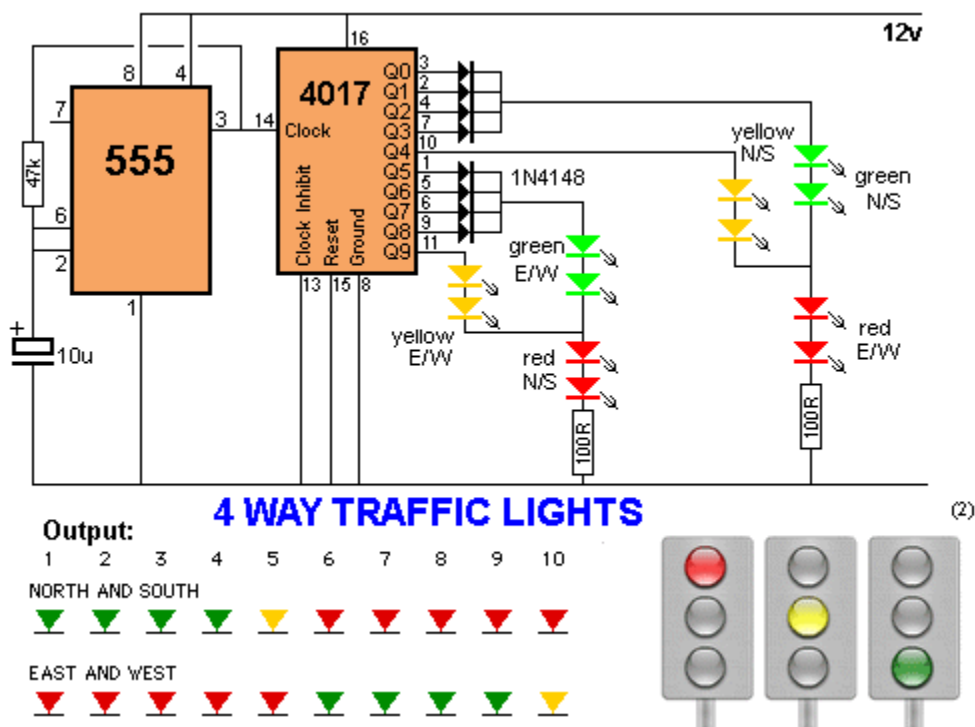 12v
16
8
4
3
Q0
2
Q1
4017
4
Q2
7
7
3
14
Clock
Q3
10
yellow
N/S
555
Q4
1
Q5
5
1N4148
green
N/S
47k
Q6
6
6
Q7
9
Q8
11
2
Clock Inhibit
Reset
Ground
Q9
green
E/W
13
15
8
1
+
10u
yellow
E/W
red
N/S
red
E/W
100R
100R
4 WAY TRAFFIC LIGHTS
(2)
Output:
1 2 3 4 5 6 7 8 9 10
NORTH AND SOUTH
EAST AND WEST